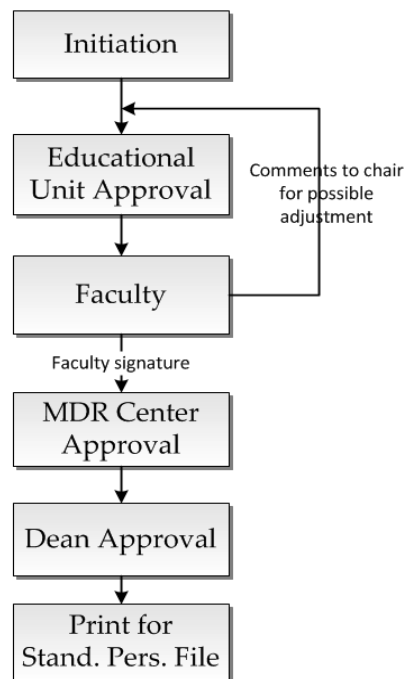 Initiation
Educational
Unit Approval
Comments to chair
for possible
adjustment
Faculty
Faculty signature
MDR Center
Approval
Dean Approval
Print for
Stand. Pers. File